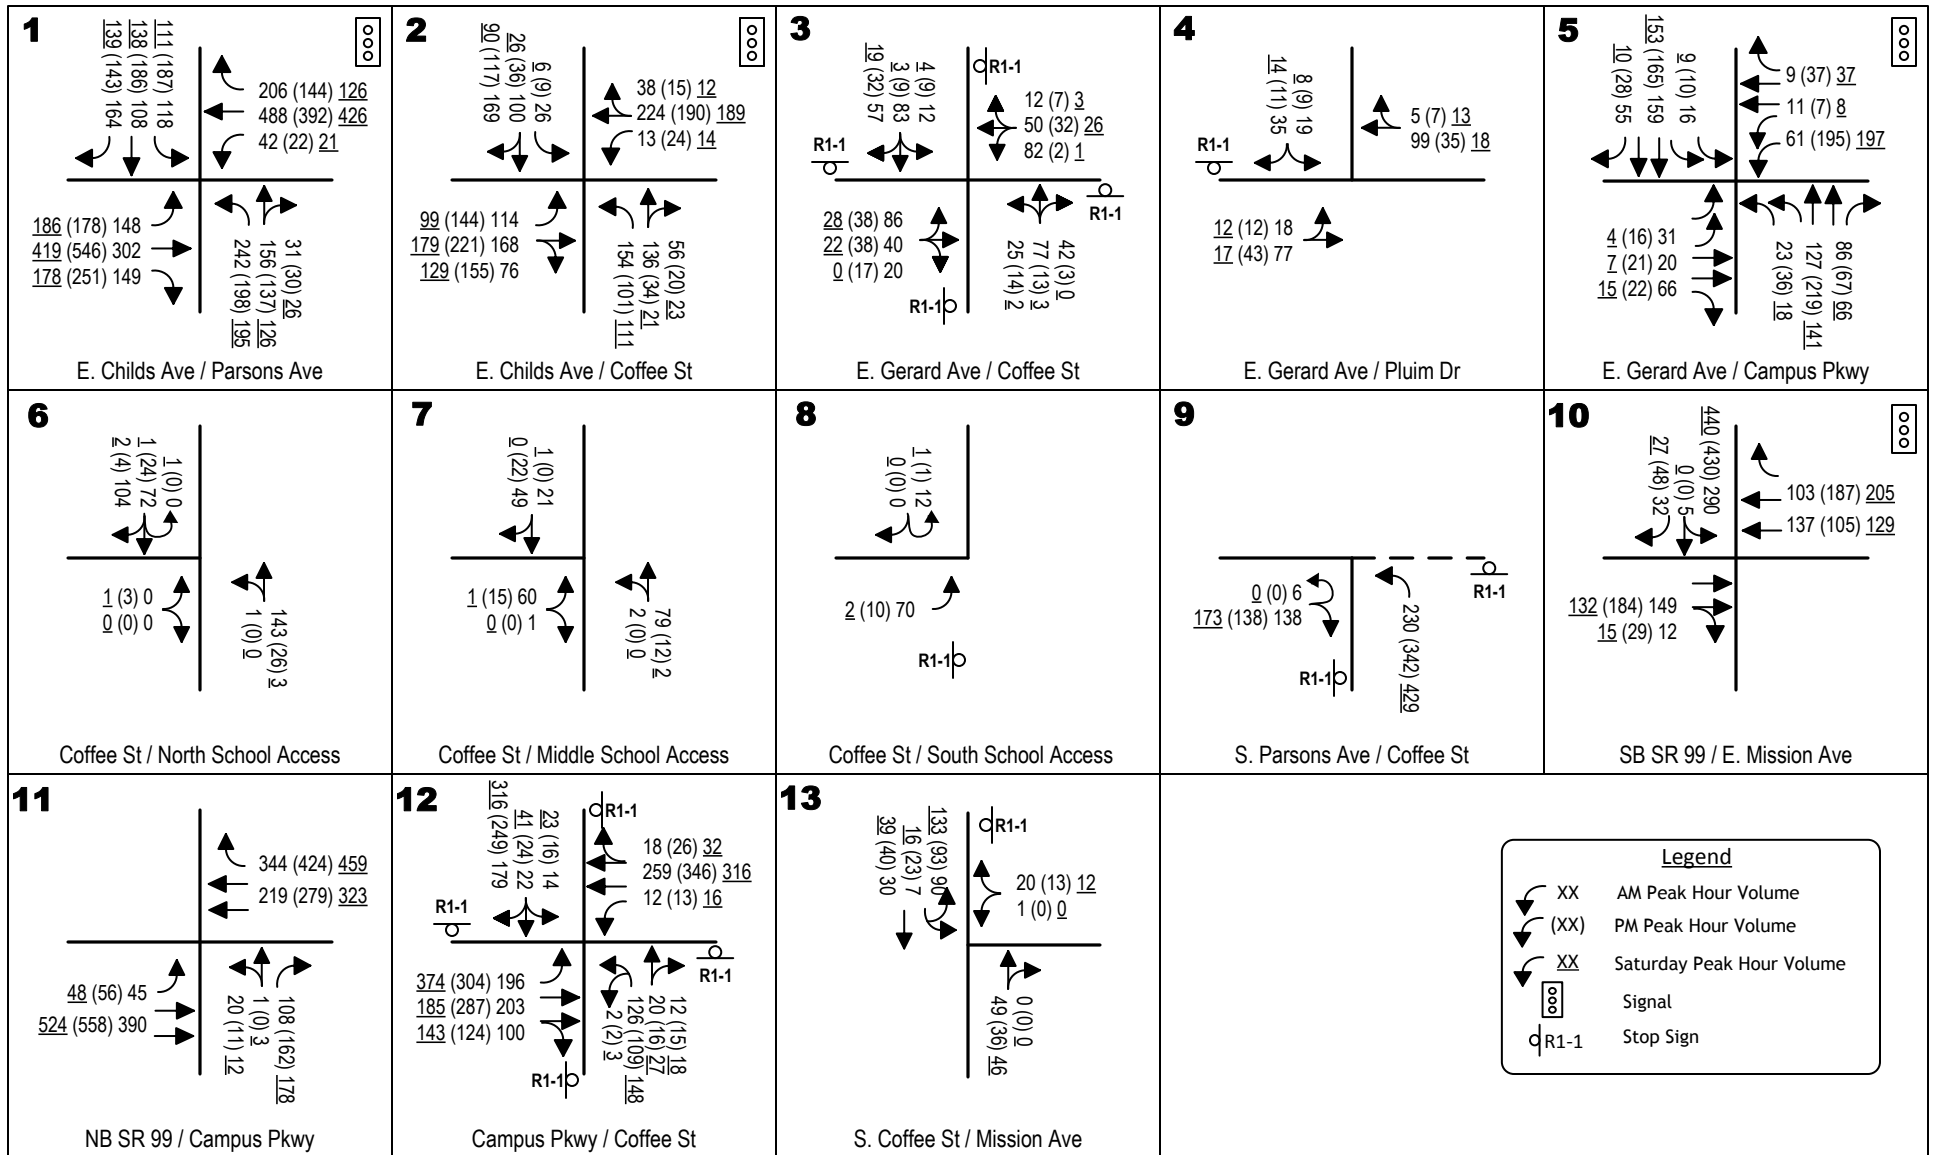 1
139 (143) 164
138 (186) 108
111 (187) 118
206 (144) 126
488 (392) 426
42 (22) 21
186 (178) 148
419 (546) 302
178 (251) 149
242 (198) 195
156 (137) 126
31 (30) 26
E. Childs Ave / Parsons Ave
2
90 (117) 169
26 (36) 100
6 (9) 26
38 (15) 12
224 (190) 189
13 (24) 14
99 (144) 114
179 (221) 168
129 (155) 76
154 (101) 111
136 (34) 21
56 (20) 23
E. Childs Ave / Coffee St
3
19 (32) 57
3 (9) 83
4 (9) 12
R1-1
12 (7) 3
50 (32) 26
82 (2) 1
R1-1
28 (38) 86
22 (38) 40
0 (17) 20
R1-1
25 (14) 2
77 (13) 3
42 (3) 0
R1-1
E. Gerard Ave / Coffee St
4
14 (11) 35
8 (9) 19
5 (7) 13
99 (35) 18
R1-1
12 (12) 18
17 (43) 77
E. Gerard Ave / Pluim Dr
5
10 (28) 55
153 (165) 159
9 (10) 16
9 (37) 37
11 (7) 8
61 (195) 197
4 (16) 31
7 (21) 20
15 (22) 66
23 (36) 18
127 (219) 141
86 (67) 66
E. Gerard Ave / Campus Pkwy
6
2 (4) 104
1 (24) 72
1 (0) 0
1 (3) 0
0 (0) 0
1 (0) 0
143 (26) 3
Coffee St / North School Access
7
0 (22) 49
1 (0) 21
1 (15) 60
0 (0) 1
2 (0) 0
79 (12) 2
Coffee St / Middle School Access
8
0 (0) 0
1 (1) 12
2 (10) 70
R1-1
Coffee St / South School Access
9
0 (0) 6
173 (138) 138
R1-1
230 (342) 429
R1-1
S. Parsons Ave / Coffee St
10
27 (48) 32
0 (0) 5
440 (430) 290
103 (187) 205
137 (105) 129
132 (184) 149
15 (29) 12
SB SR 99 / E. Mission Ave
11
344 (424) 459
219 (279) 323
48 (56) 45
524 (558) 390
20 (11) 12
1 (0) 3
108 (162) 178
NB SR 99 / Campus Pkwy
12
316 (249) 179
41 (24) 22
23 (16) 14
R1-1
18 (26) 32
259 (346) 316
12 (13) 16
R1-1
374 (304) 196
185 (287) 203
143 (124) 100
R1-1
2 (2) 3
126 (109) 148
20 (16) 27
12 (15) 18
R1-1
Campus Pkwy / Coffee St
13
39 (40) 30
16 (23) 7
133 (93) 90
R1-1
20 (13) 12
1 (0) 0
49 (36) 46
0 (0) 0
S. Coffee St / Mission Ave
Legend
XX AM Peak Hour Volume
(XX) PM Peak Hour Volume
XX Saturday Peak Hour Volume
Signal
R1-1 Stop Sign